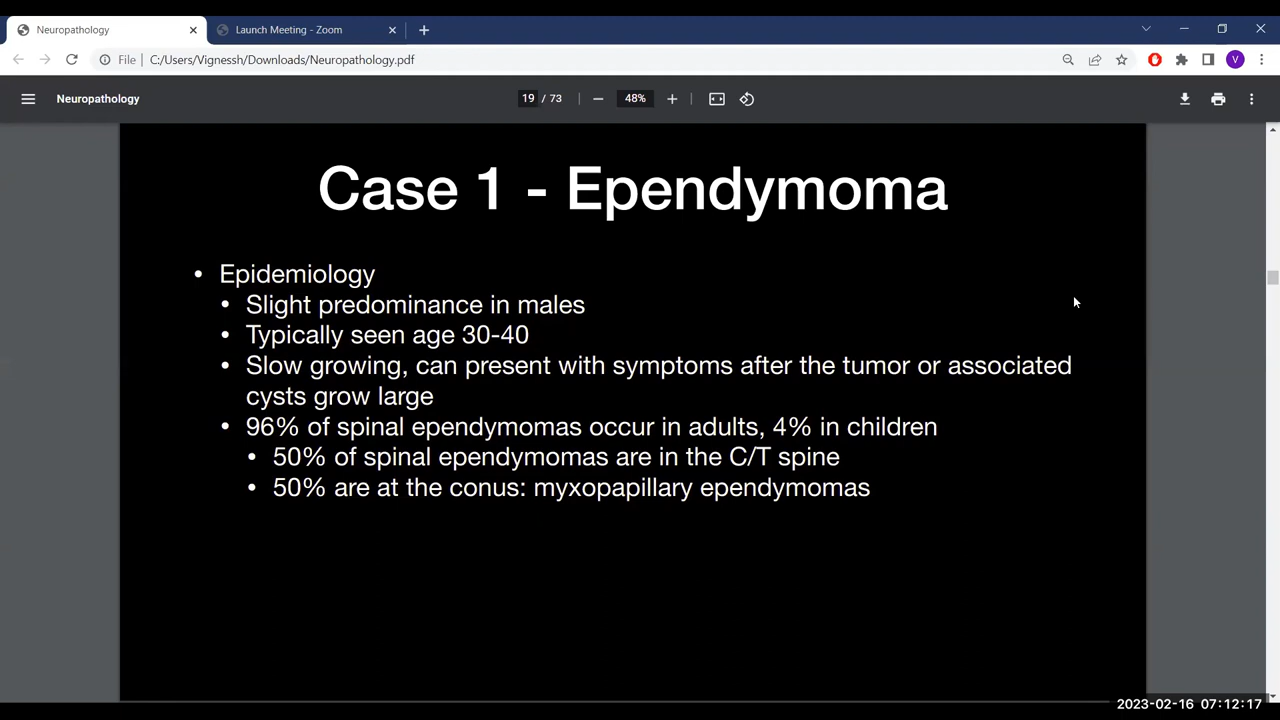 Neuropathology
Launch Meeting - Zoom
File
C:/Users/Vignessh/Downloads/Neuropathology.pdf
V
Neuropathology
19 / 73
48%
Case 1 - Ependymoma
• Epidemiology
• Slight predominance in males
• Typically seen age 30-40
• Slow growing, can present with symptoms after the tumor or associated
cysts grow large
• 96% of spinal ependymomas occur in adults, 4% in children
• 50% of spinal ependymomas are in the C/T spine
• 50% are at the conus: myxopapillary ependymomas
2023-02-16 07:12:17